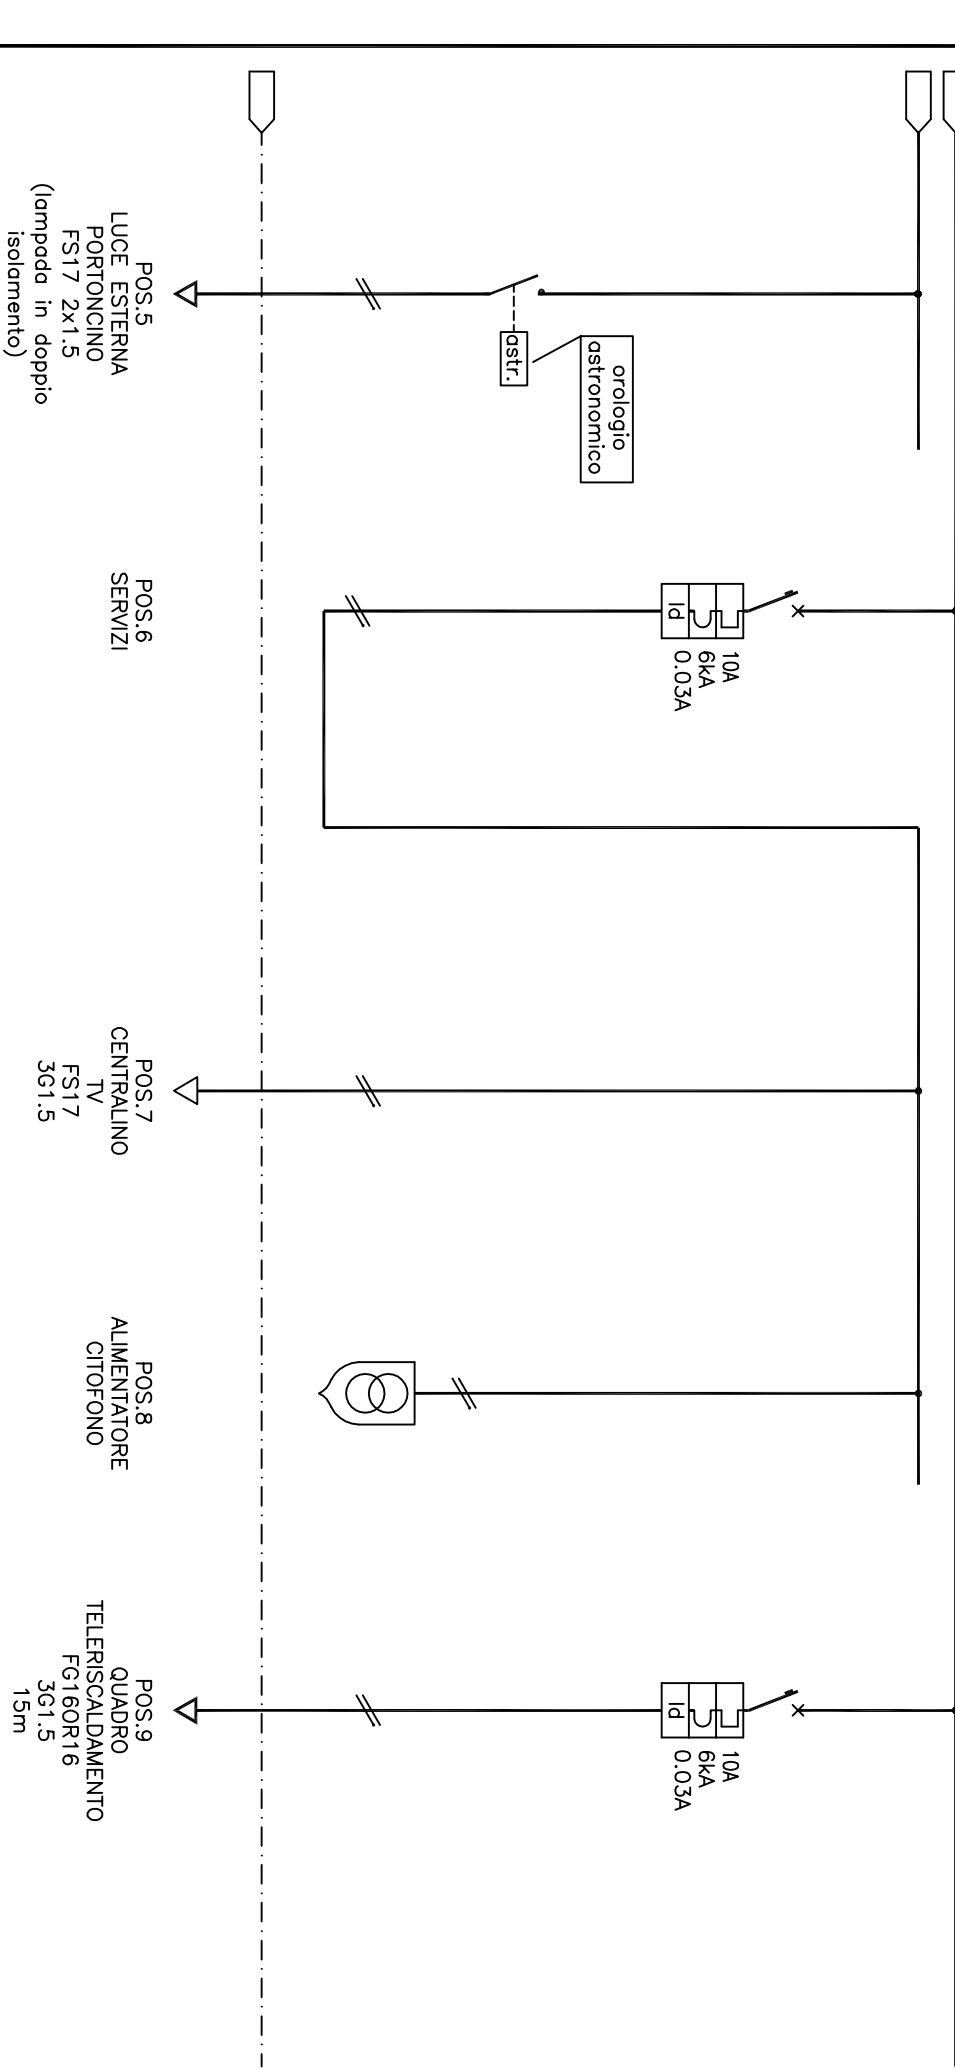 orologio
astronomico
astr.
10A
6kA
0.03A
Id
10A
6kA
0.03A
Id
POS.5
LUCE ESTERNA
PORTONCINO
FS17 2x1.5
(lampada in doppio
isolamento)
POS.6
SERVIZI
POS.7
CENTRALINO
TV
FS17
3G1.5
POS.8
ALIMENTATORE
CITOFONO
POS.9
QUADRO
TELERISCALDAMENTO
FG16OR16
3G1.5
15m